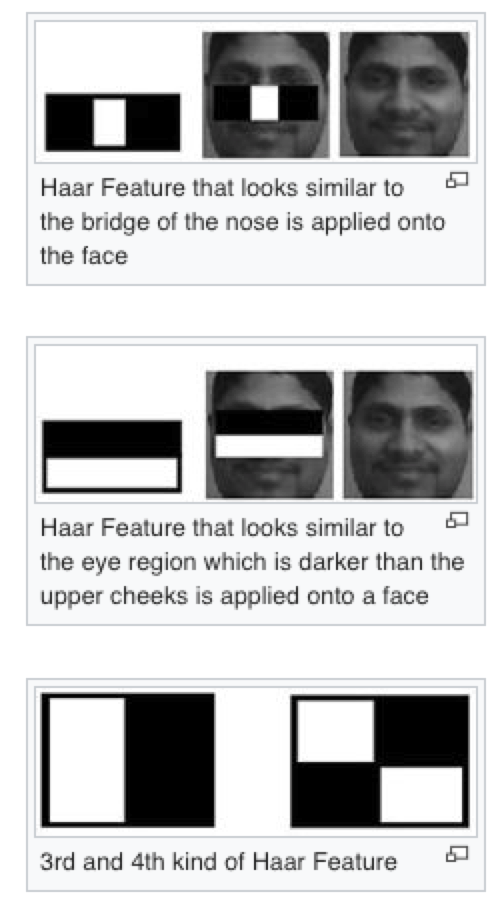 Haar Feature that looks similar to
the bridge of the nose is applied onto
the face
Haar Feature that looks similar to
the eye region which is darker than the
upper cheeks is applied onto a face
3rd and 4th kind of Haar Feature